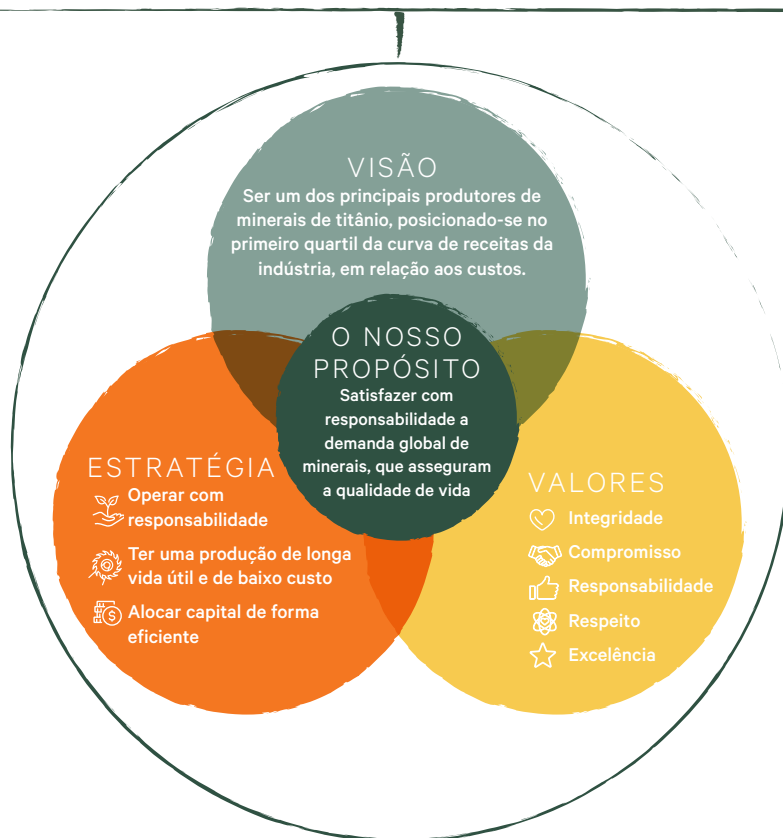 VISÃO
Ser um dos principais produtores de
minerais de titânio, posicionado-se no
primeiro quartil da curva de receitas da
indústria, em relação aos custos.
O NOSSO
PROPÓSITO
Satisfazer com
responsabilidade a
demanda global de
minerais, que asseguram
a qualidade de vida
ESTRATÉGIA
Operar com
responsabilidade
Ter uma produção de longa
vida útil e de baixo custo
Alocar capital de forma
eficiente
VALORES
Integridade
Compromisso
Responsabilidade
Respeito
Excelência